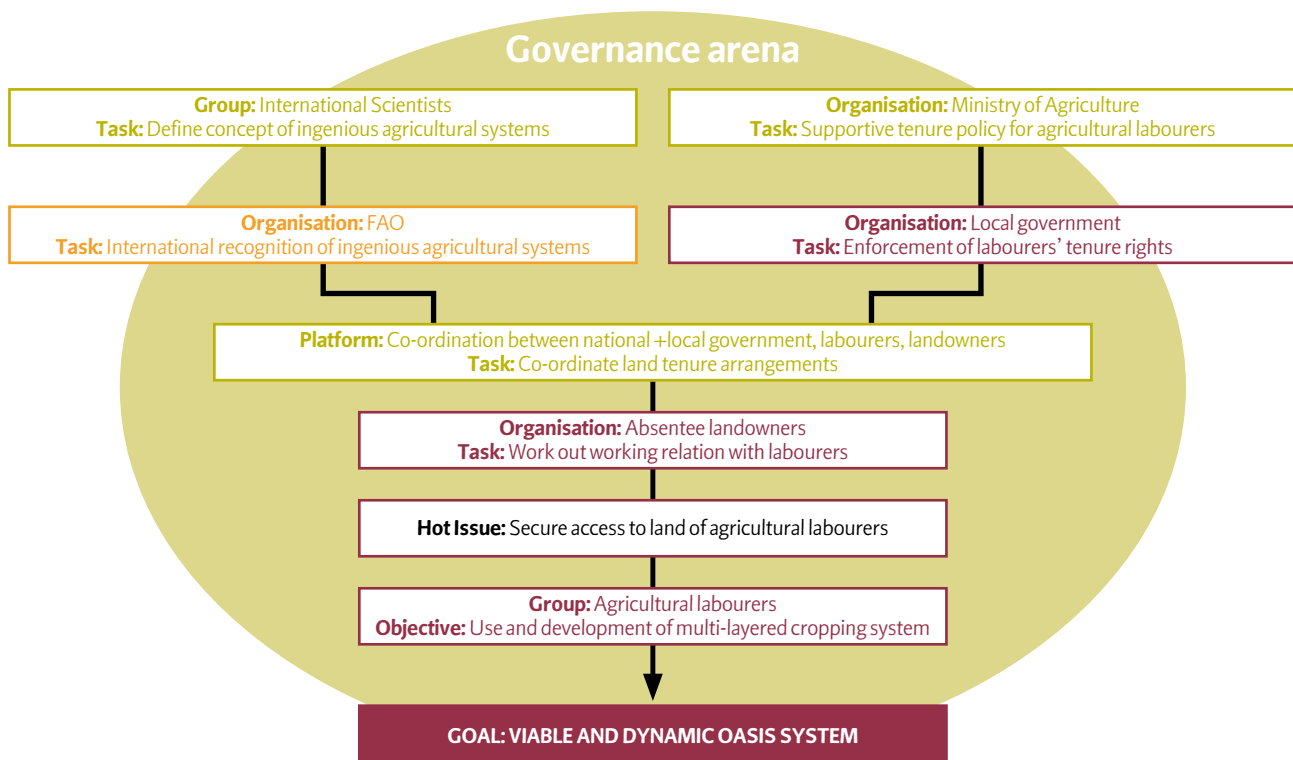 Governance arena
Group: International Scientists
Task: Define concept of ingenious agricultural systems
Organisation: Ministry of Agriculture
Task: Supportive tenure policy for agricultural labourers
Organisation: FAO
Task: International recognition of ingenious agricultural systems
Organisation: Local government
Task: Enforcement of labourers’ tenure rights
Platform: Co-ordination between national +local government, labourers, landowners
Task: Co-ordinate land tenure arrangements
Organisation: Absentee landowners
Task: Work out working relation with labourers
Hot Issue: Secure access to land of agricultural labourers
Group: Agricultural labourers
Objective: Use and development of multi-layered cropping system
GOAL: VIABLE AND DYNAMIC OASIS SYSTEM